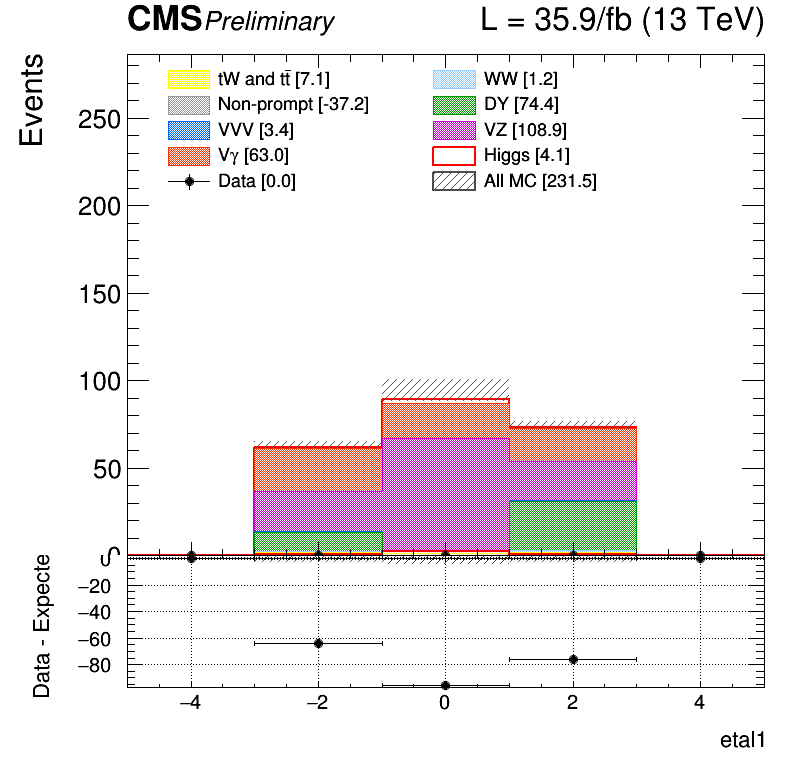 CMS Preliminary L = 35.9/fb (13 TeV)
Events
tW and tt̄ [7.1] WW [1.2]
Non-prompt [-37.2] DY [74.4]
VVV [3.4] VZ [108.9]
Vγ [63.0] Higgs [4.1]
Data [0.0] All MC [231.5]
250
200
150
100
50
0
Data - Expecte
−20
−40
−60
−80
−4 −2 0 2 4
etal1